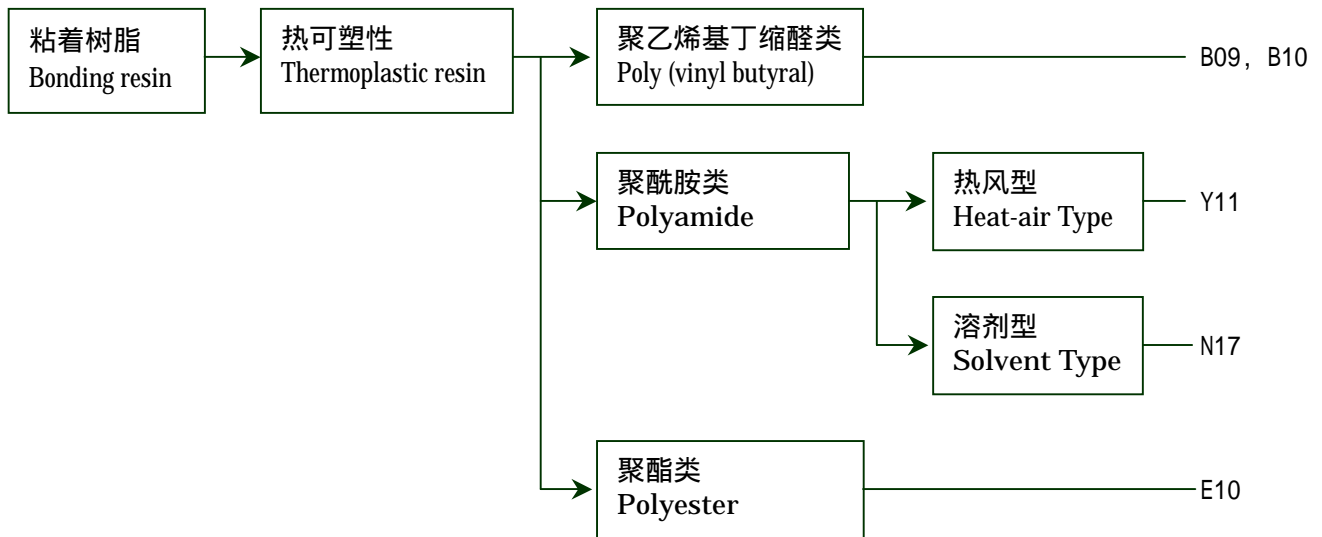 粘着树脂
Bonding resin
热可塑性
Thermoplastic resin
聚乙烯基丁缩醛类
Poly (vinyl butyral)
B09, B10
聚酰胺类
Polyamide
热风型
Heat-air Type
Y11
溶剂型
Solvent Type
N17
聚酯类
Polyester
E10